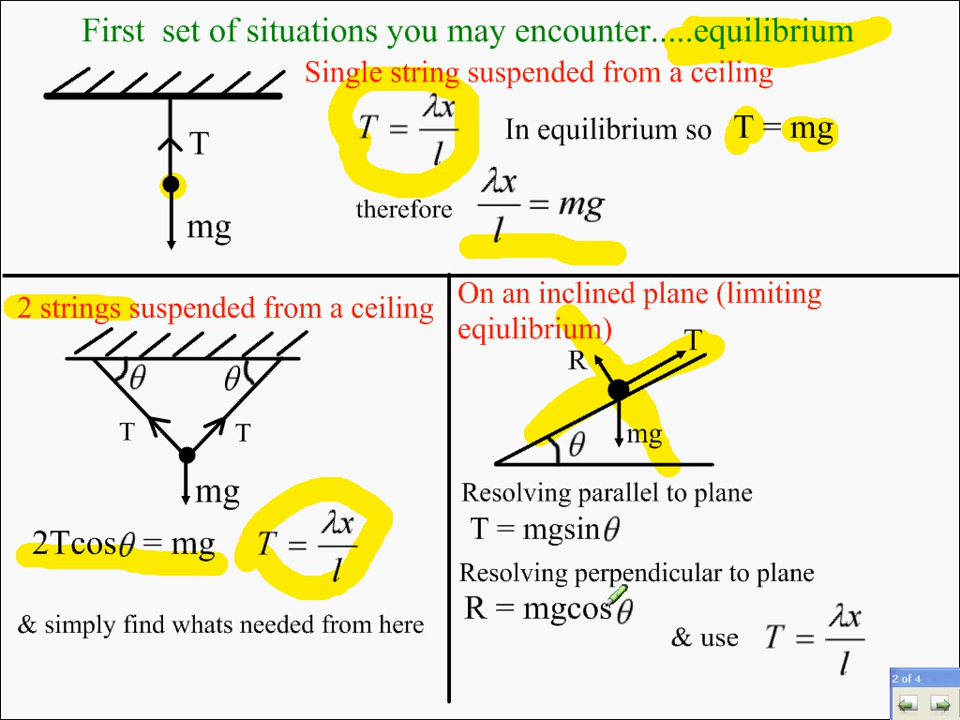 First set of situations you may encounter.....equilibrium
Single string suspended from a ceiling
T = λx/l
In equilibrium so T = mg
T
mg
therefore λx/l = mg
2 strings suspended from a ceiling
θ θ
T T
mg
2Tcosθ = mg
T = λx/l
& simply find whats needed from here
On an inclined plane (limiting
eqiulibrium)
R T
mg
θ
Resolving parallel to plane
T = mgsinθ
Resolving perpendicular to plane
R = mgcosθ
& use T = λx/l
2 of 4